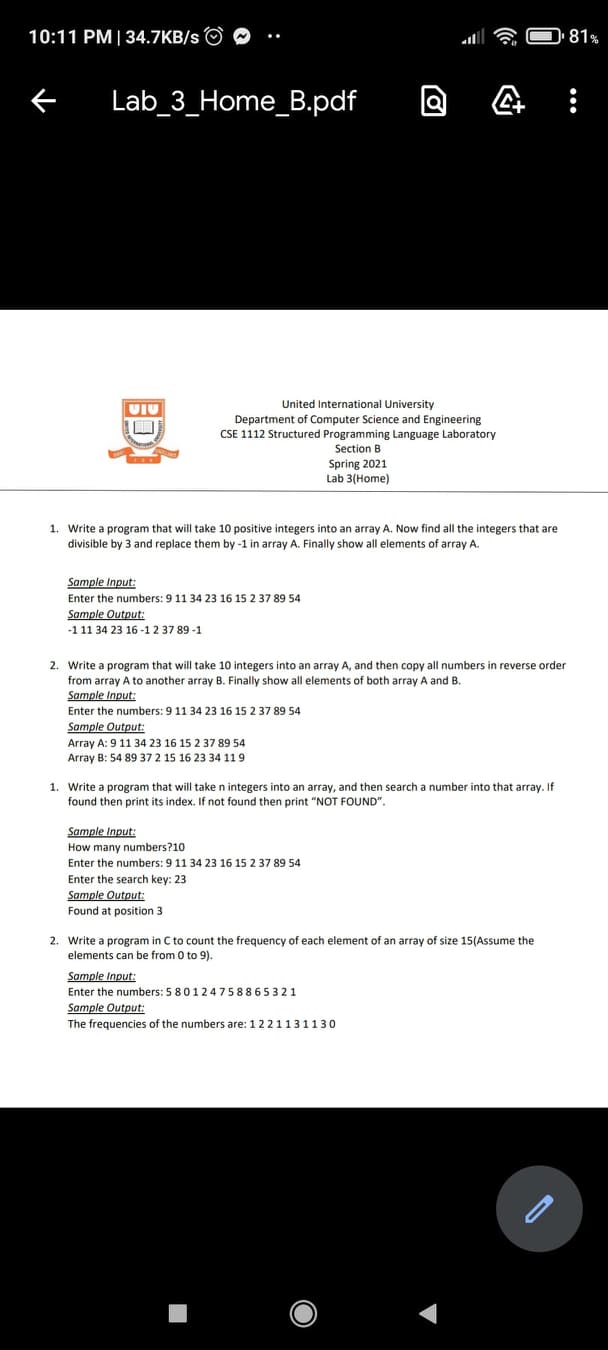 10:11 PM | 34.7KB/s
81%
Lab_3_Home_B.pdf
UIU
United International University
Department of Computer Science and Engineering
CSE 1112 Structured Programming Language Laboratory
Section B
Spring 2021
Lab 3(Home)
1. Write a program that will take 10 positive integers into an array A. Now find all the integers that are
divisible by 3 and replace them by -1 in array A. Finally show all elements of array A.
Sample Input:
Enter the numbers: 9 11 34 23 16 15 2 37 89 54
Sample Output:
-1 11 34 23 16 -1 2 37 89 -1
2. Write a program that will take 10 integers into an array A, and then copy all numbers in reverse order
from array A to another array B. Finally show all elements of both array A and B.
Sample Input:
Enter the numbers: 9 11 34 23 16 15 2 37 89 54
Sample Output:
Array A: 9 11 34 23 16 15 2 37 89 54
Array B: 54 89 37 2 15 16 23 34 11 9
1. Write a program that will take n integers into an array, and then search a number into that array. If
found then print its index. If not found then print “NOT FOUND”.
Sample Input:
How many numbers?10
Enter the numbers: 9 11 34 23 16 15 2 37 89 54
Enter the search key: 23
Sample Output:
Found at position 3
2. Write a program in C to count the frequency of each element of an array of size 15(Assume the
elements can be from 0 to 9).
Sample Input:
Enter the numbers: 5 8 0 1 2 4 7 5 8 8 6 5 3 2 1
Sample Output:
The frequencies of the numbers are: 1 2 2 1 1 3 1 1 3 0